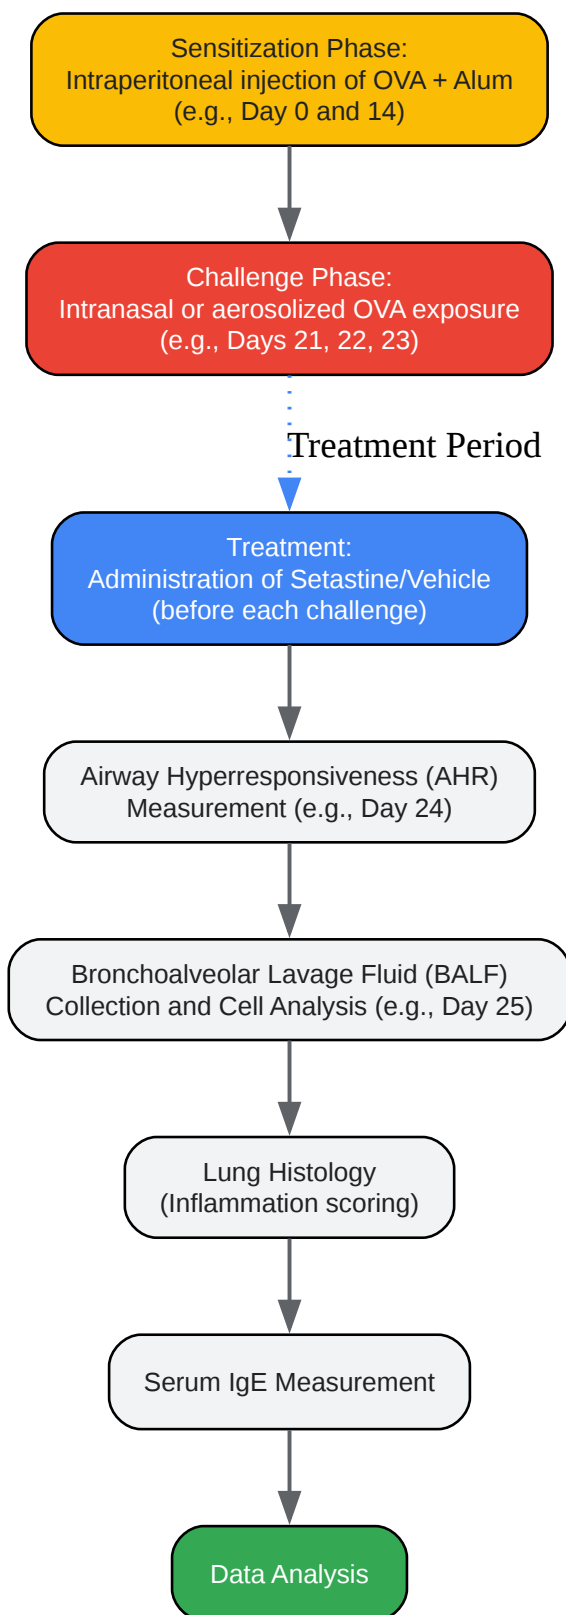 Sensitization Phase:
Intraperitoneal injection of OVA + Alum
(e.g., Day 0 and 14)
Challenge Phase:
Intranasal or aerosolized OVA exposure
(e.g., Days 21, 22, 23)
Treatment Period
Treatment:
Administration of Setastine/Vehicle
(before each challenge)
Airway Hyperresponsiveness (AHR)
Measurement (e.g., Day 24)
Bronchoalveolar Lavage Fluid (BALF)
Collection and Cell Analysis (e.g., Day 25)
Lung Histology
(Inflammation scoring)
Serum IgE Measurement
Data Analysis